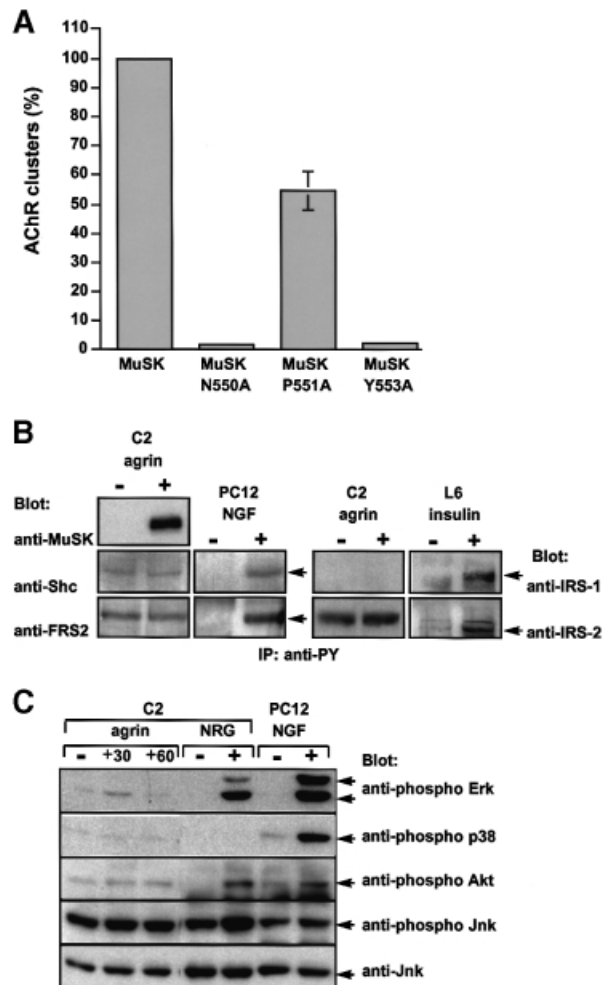 A
AChR clusters (%)
110
100
90
80
70
60
50
40
30
20
10
0
MuSK MuSK MuSK MuSK
N550A P551A Y553A
B
C2
agrin
- +
PC12
NGF
- +
C2
agrin
- +
L6
insulin
- +
Blot:
anti-MuSK
anti-Shc
anti-FRS2
Blot:
anti-IRS-1
anti-IRS-2
IP: anti-PY
C
C2 PC12
agrin NRG NGF
- +30 +60 - + - +
Blot:
anti-phospho Erk
anti-phospho p38
anti-phospho Akt
anti-phospho Jnk
anti-Jnk